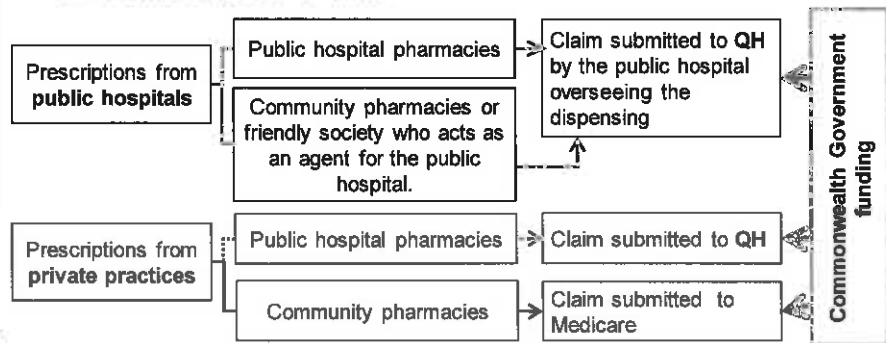 Prescriptions from
public hospitals
Public hospital pharmacies
Community pharmacies or
friendly society who acts as
an agent for the public
hospital.
Claim submitted to QH
by the public hospital
overseeing the
dispensing
Prescriptions from
private practices
Public hospital pharmacies
Claim submitted to QH
Community pharmacies
Claim submitted to
Medicare
Commonwealth Government
funding